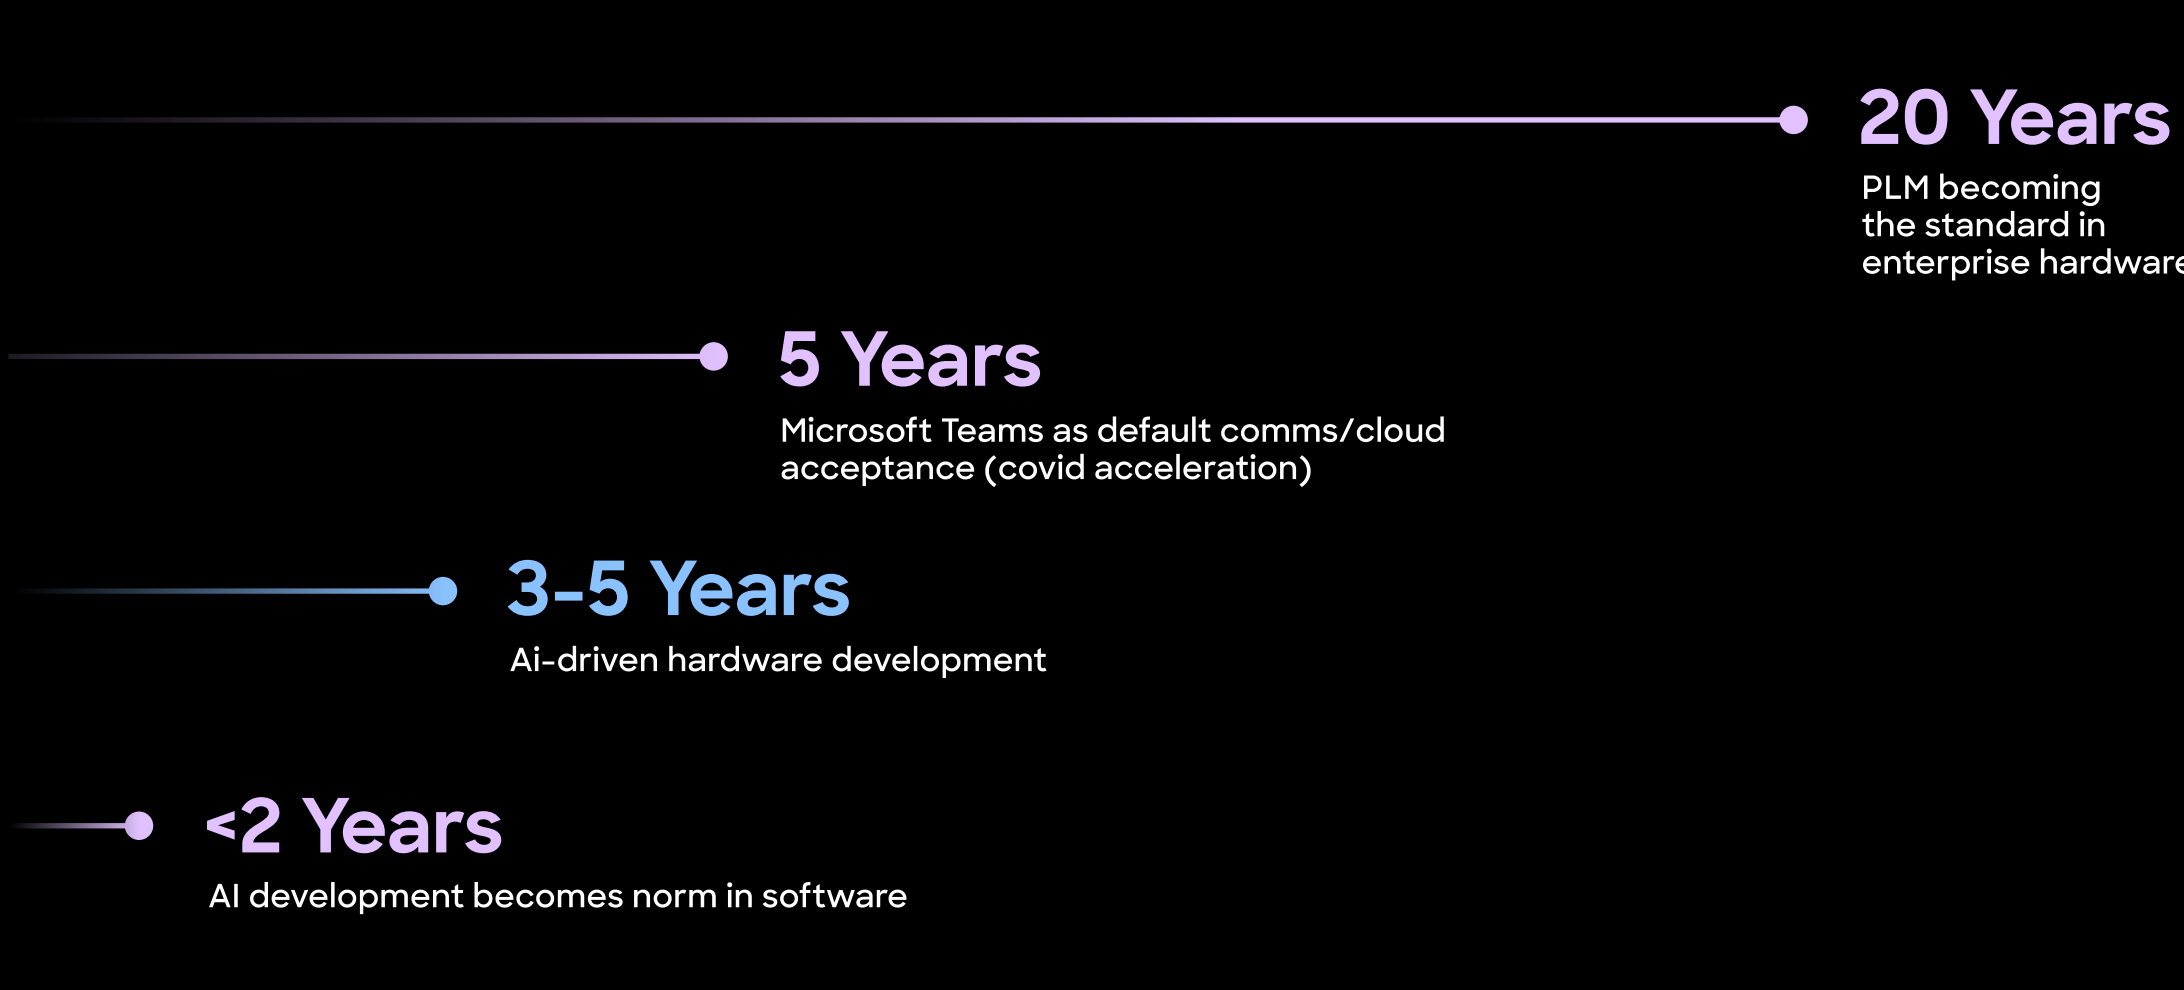 20 Years
PLM becoming
the standard in
enterprise hardware
5 Years
Microsoft Teams as default comms/cloud
acceptance (covid acceleration)
3-5 Years
Ai-driven hardware development
<2 Years
AI development becomes norm in software